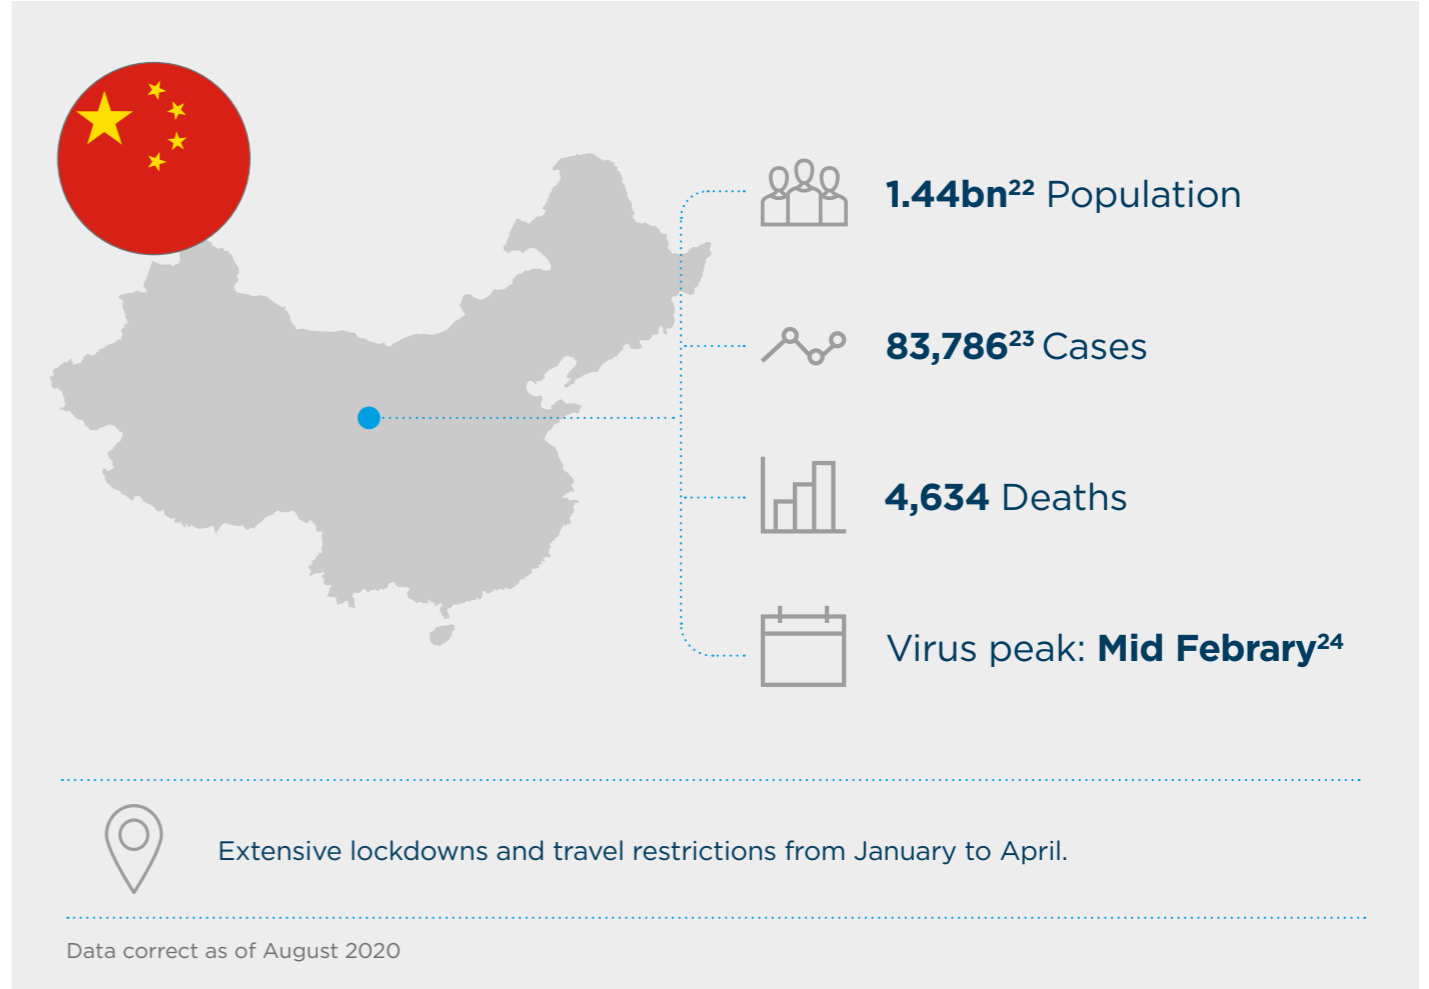 1.44bn²² Population
83,786²³ Cases
4,634 Deaths
Virus peak: Mid Febrary²⁴
Extensive lockdowns and travel restrictions from January to April.
Data correct as of August 2020